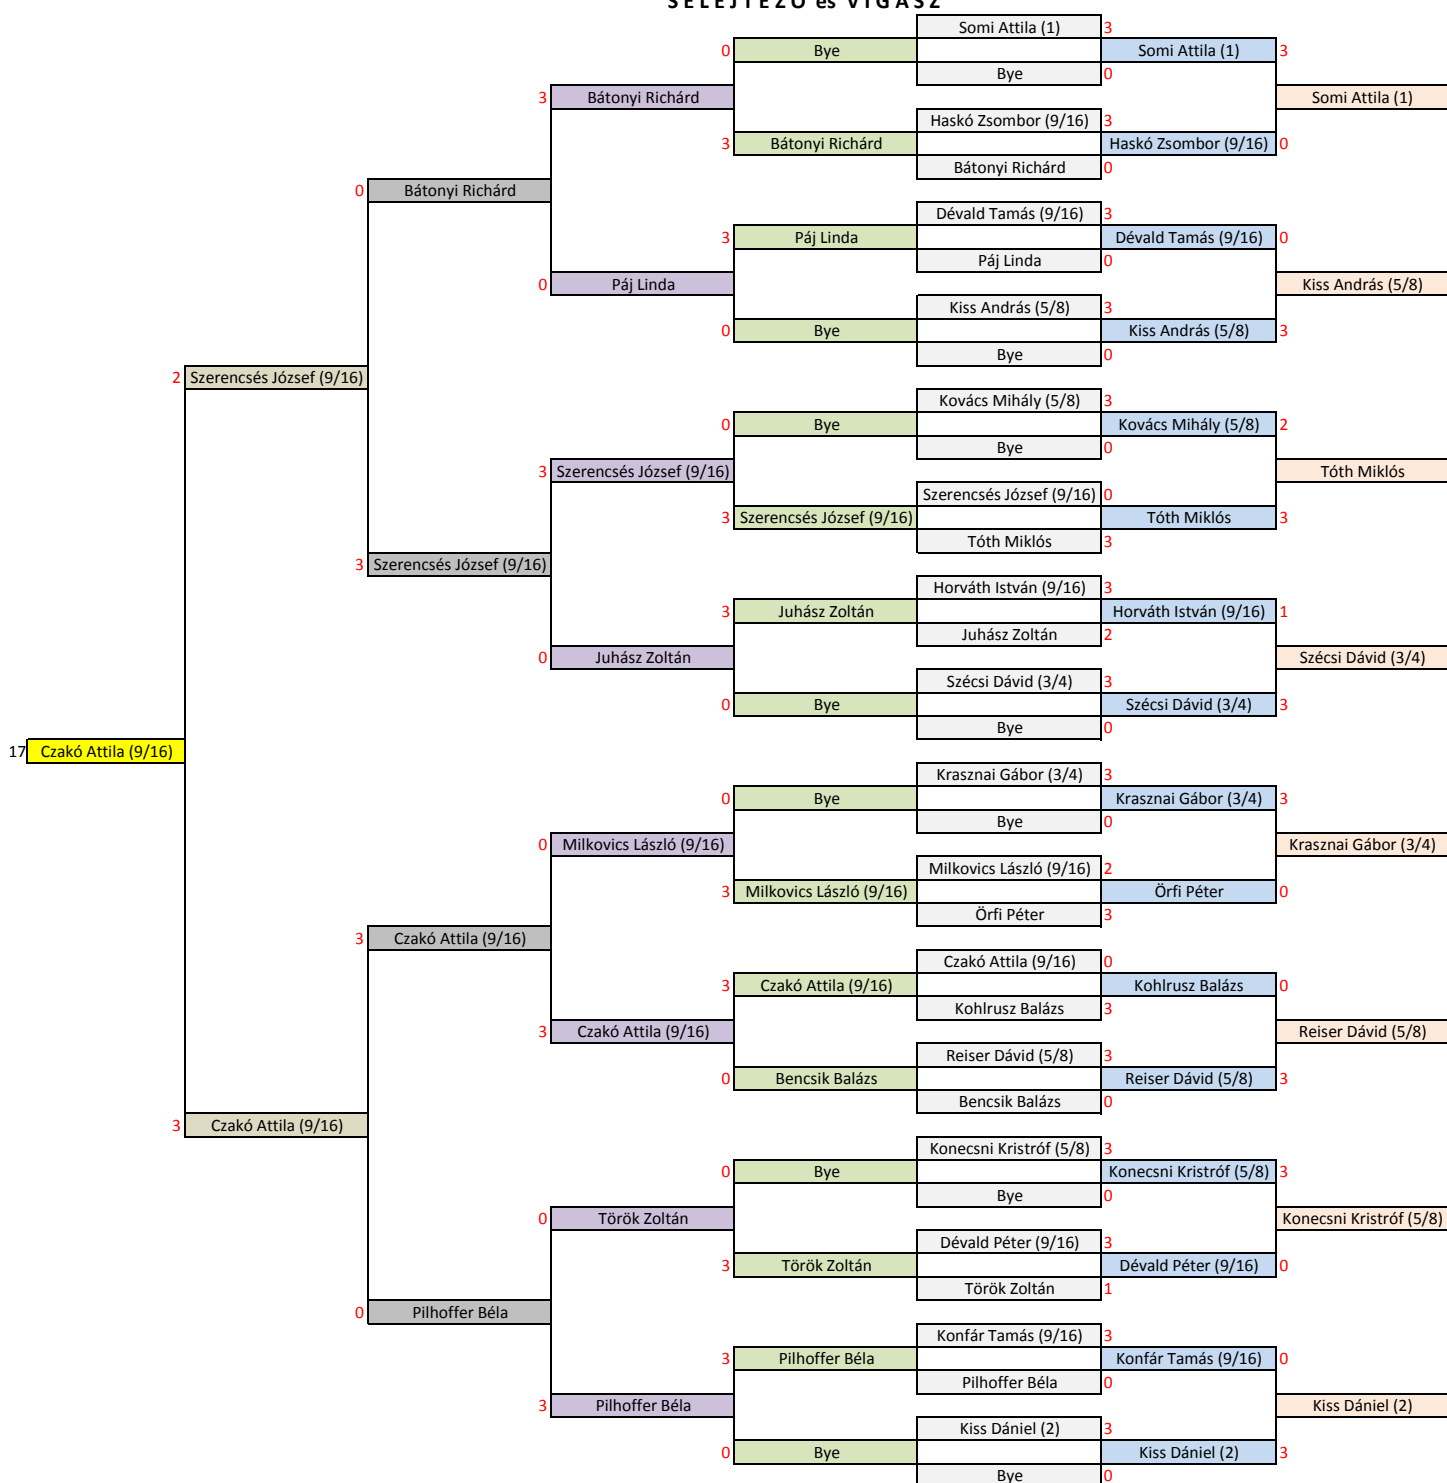 SELEJTEZŐ és VIGASZ
Somi Attila (1) 3
0 Bye Somi Attila (1) 3
Bye 0
3 Bátonyi Richárd Somi Attila (1)
Haskó Zsombor (9/16) 3
3 Bátonyi Richárd Haskó Zsombor (9/16) 0
Bátonyi Richárd 0
0 Bátonyi Richárd
Dévald Tamás (9/16) 3
3 Páj Linda Dévald Tamás (9/16) 0
Páj Linda 0
0 Páj Linda Kiss András (5/8)
Kiss András (5/8) 3
0 Bye Kiss András (5/8) 3
Bye 0
2 Szerencsés József (9/16)
Kovács Mihály (5/8) 3
0 Bye Kovács Mihály (5/8) 2
Bye 0
3 Szerencsés József (9/16) Tóth Miklós
Szerencsés József (9/16) 0
3 Szerencsés József (9/16) Tóth Miklós 3
Tóth Miklós 3
3 Szerencsés József (9/16)
Horváth István (9/16) 3
3 Juhász Zoltán Horváth István (9/16) 1
Juhász Zoltán 2
0 Juhász Zoltán Szécsi Dávid (3/4)
Szécsi Dávid (3/4) 3
0 Bye Szécsi Dávid (3/4) 3
Bye 0
17 Czakó Attila (9/16)
Krasznai Gábor (3/4) 3
0 Bye Krasznai Gábor (3/4) 3
Bye 0
0 Milkovics László (9/16) Krasznai Gábor (3/4)
Milkovics László (9/16) 2
3 Milkovics László (9/16) Örfi Péter 0
Örfi Péter 3
3 Czakó Attila (9/16)
Czakó Attila (9/16) 0
3 Czakó Attila (9/16) Kohlrusz Balázs 0
Kohlrusz Balázs 3
3 Czakó Attila (9/16) Reiser Dávid (5/8)
Reiser Dávid (5/8) 3
0 Bencsik Balázs Reiser Dávid (5/8) 3
Bencsik Balázs 0
3 Czakó Attila (9/16)
Konecsni Kristróf (5/8) 3
0 Bye Konecsni Kristróf (5/8) 3
Bye 0
0 Török Zoltán Konecsni Kristróf (5/8)
Dévald Péter (9/16) 3
3 Török Zoltán Dévald Péter (9/16) 0
Török Zoltán 1
0 Pilhoffer Béla
Konfár Tamás (9/16) 3
3 Pilhoffer Béla Konfár Tamás (9/16) 0
Pilhoffer Béla 0
3 Pilhoffer Béla Kiss Dániel (2)
Kiss Dániel (2) 3
0 Bye Kiss Dániel (2) 3
Bye 0